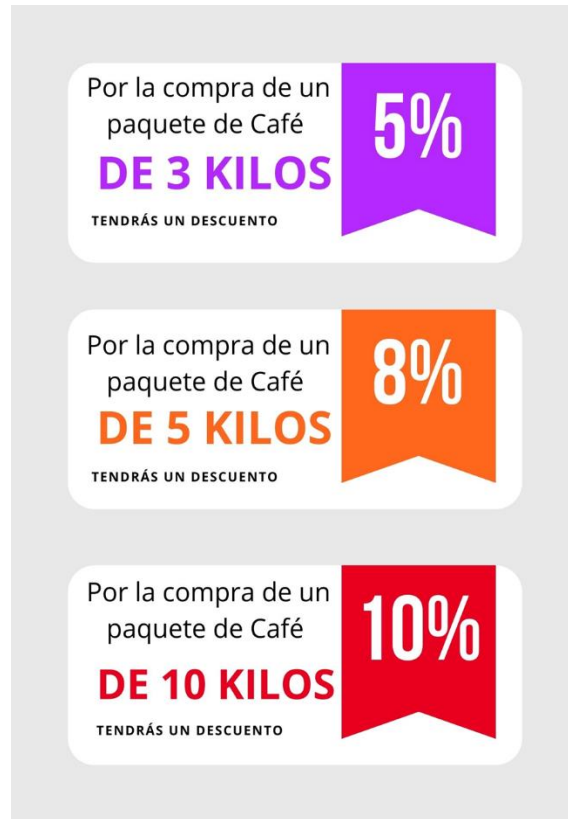 Por la compra de un
paquete de Café
DE 3 KILOS
TENDRÁS UN DESCUENTO
5%
Por la compra de un
paquete de Café
DE 5 KILOS
TENDRÁS UN DESCUENTO
8%
Por la compra de un
paquete de Café
DE 10 KILOS
TENDRÁS UN DESCUENTO
10%